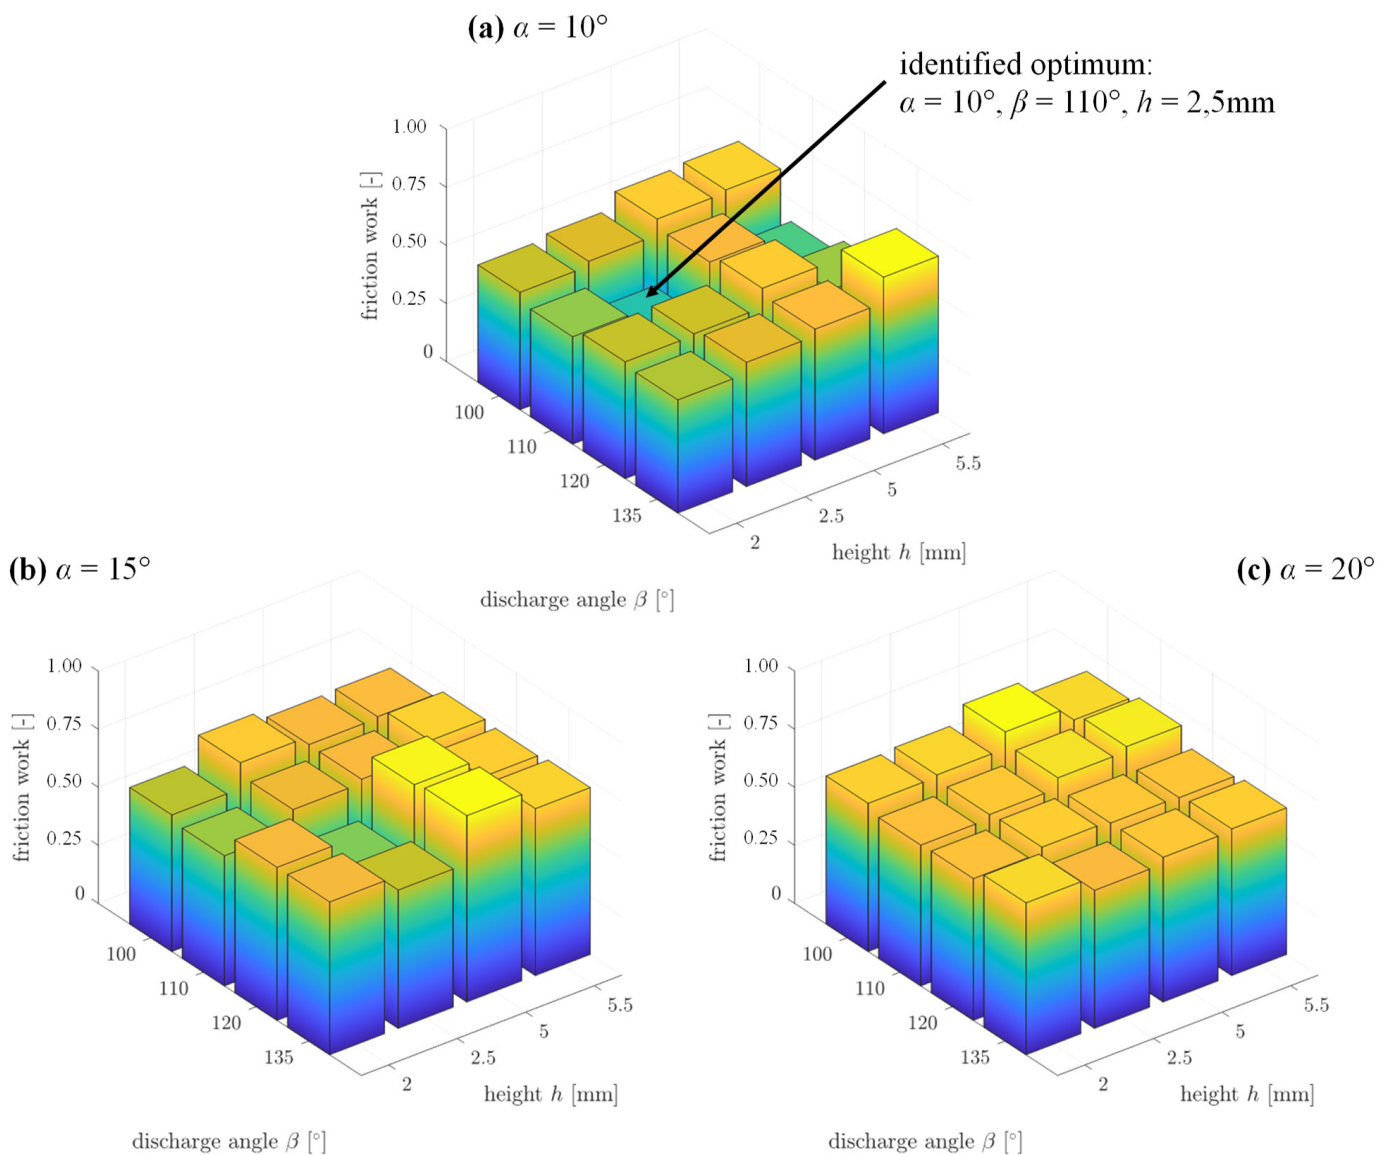 (a) α = 10°
identified optimum:
α = 10°, β = 110°, h = 2,5mm
friction work [-]
1.00
0.75
0.50
0.25
0
100
110
120
135
2
2.5
5
5.5
height h [mm]
discharge angle β [°]
(b) α = 15°
friction work [-]
1.00
0.75
0.50
0.25
0
100
110
120
135
2
2.5
5
5.5
height h [mm]
discharge angle β [°]
(c) α = 20°
friction work [-]
1.00
0.75
0.50
0.25
0
100
110
120
135
2
2.5
5
5.5
height h [mm]
discharge angle β [°]